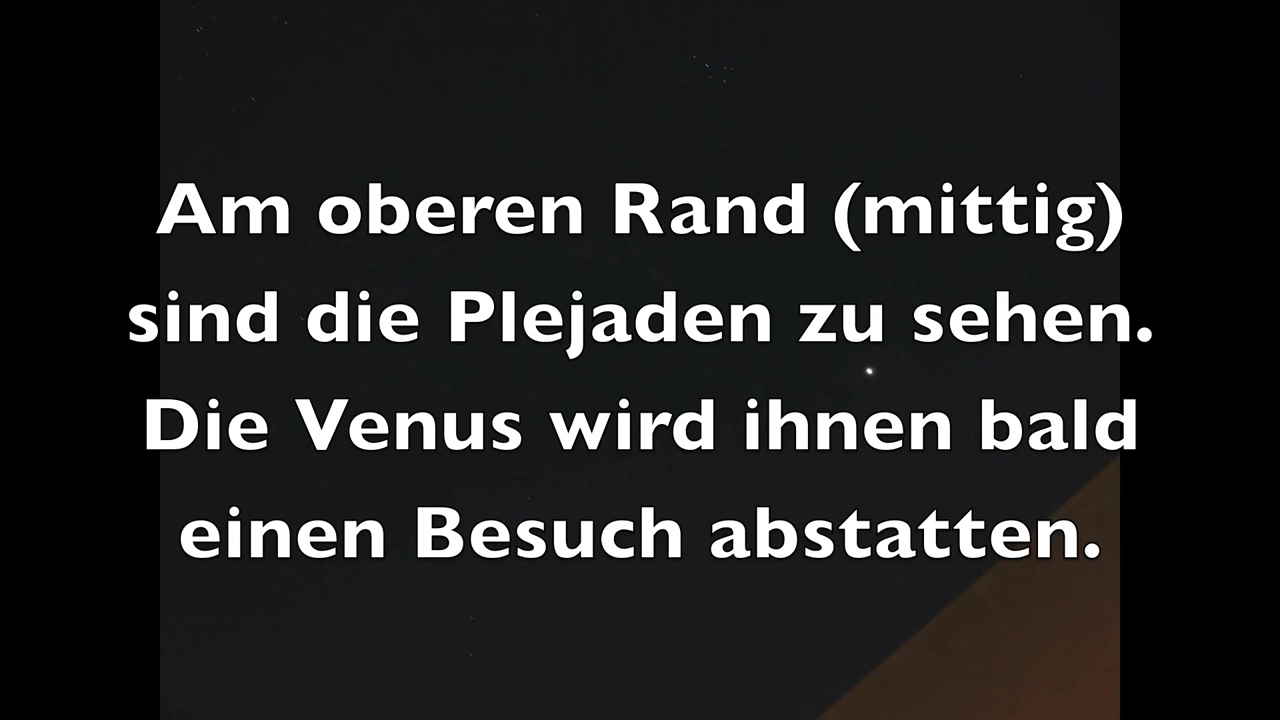 Am oberen Rand (mittig)
sind die Plejaden zu sehen.
Die Venus wird ihnen bald
einen Besuch abstatten.